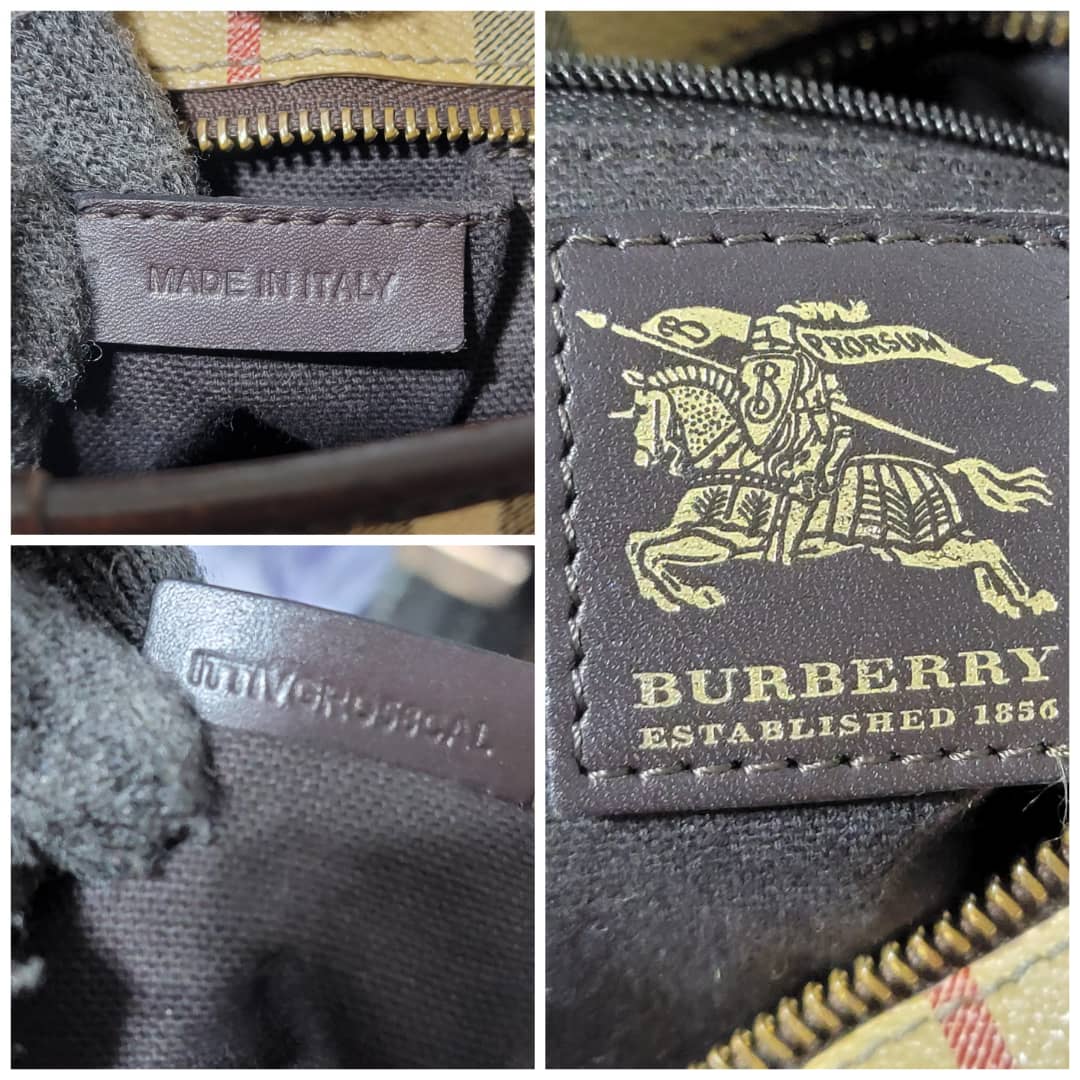 MADE IN ITALY
B PRORSUM
B
BURBERRY
ESTABLISHED 1856